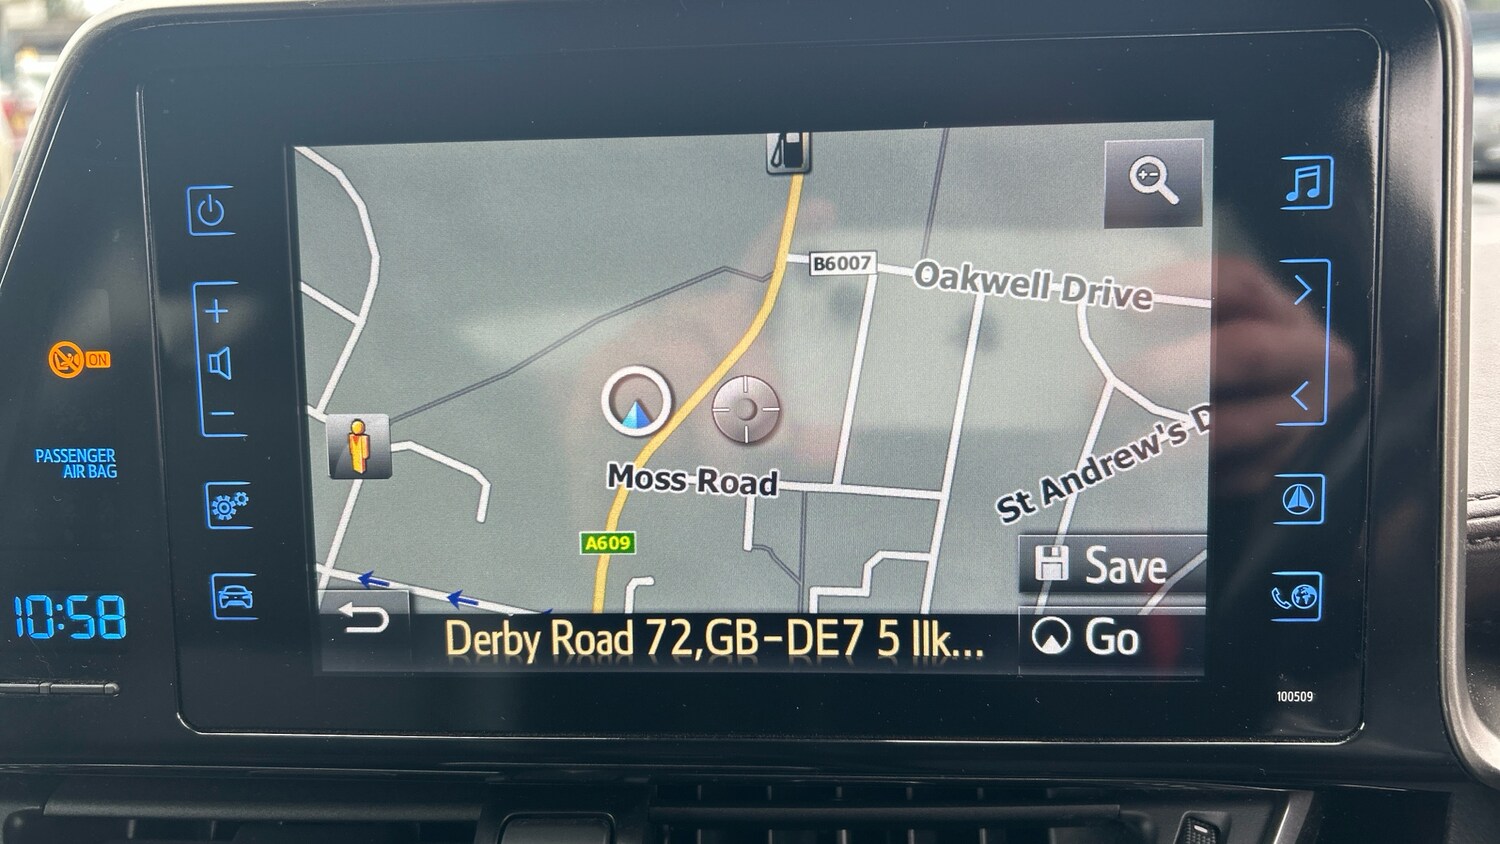 B6007
Oakwell Drive
ON
St Andrew's D
PASSENGER
AIR BAG
Moss Road
A609
Save
10:58
Derby Road 72,GB-DE7 5 Ilk...
Go
100509